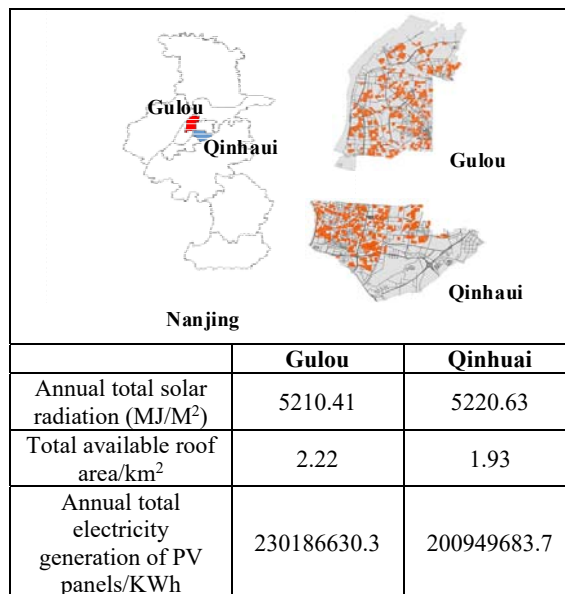 Gulou
Qinhaui
Gulou
Qinhaui
Nanjing
Gulou Qinhuai
Annual total solar
radiation (MJ/M²)
5210.41 5220.63
Total available roof
area/km²
2.22 1.93
Annual total
electricity
generation of PV
panels/KWh
230186630.3 200949683.7